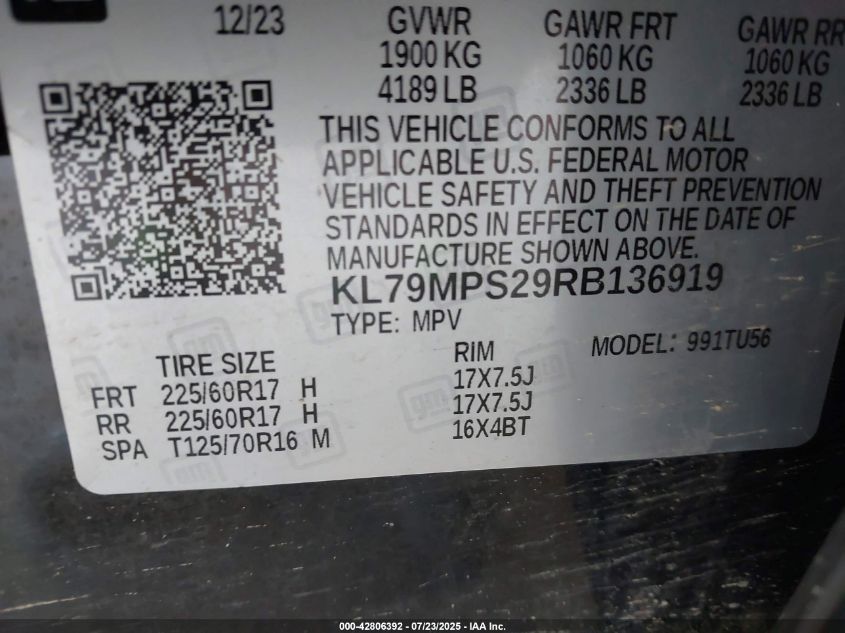 12/23 GVWR GAWR FRT GAWR RR
1900 KG 1060 KG 1060 KG
4189 LB 2336 LB 2336 LB
THIS VEHICLE CONFORMS TO ALL
APPLICABLE U.S. FEDERAL MOTOR
VEHICLE SAFETY AND THEFT PREVENTION
STANDARDS IN EFFECT ON THE DATE OF
MANUFACTURE SHOWN ABOVE.
KL79MPS29RB136919
TYPE: MPV MODEL: 991TU56
TIRE SIZE RIM
FRT 225/60R17 H 17X7.5J
RR 225/60R17 H 17X7.5J
SPA T125/70R16 M 16X4BT
gm
000-42806392 - 07/23/2025 - IAA Inc.